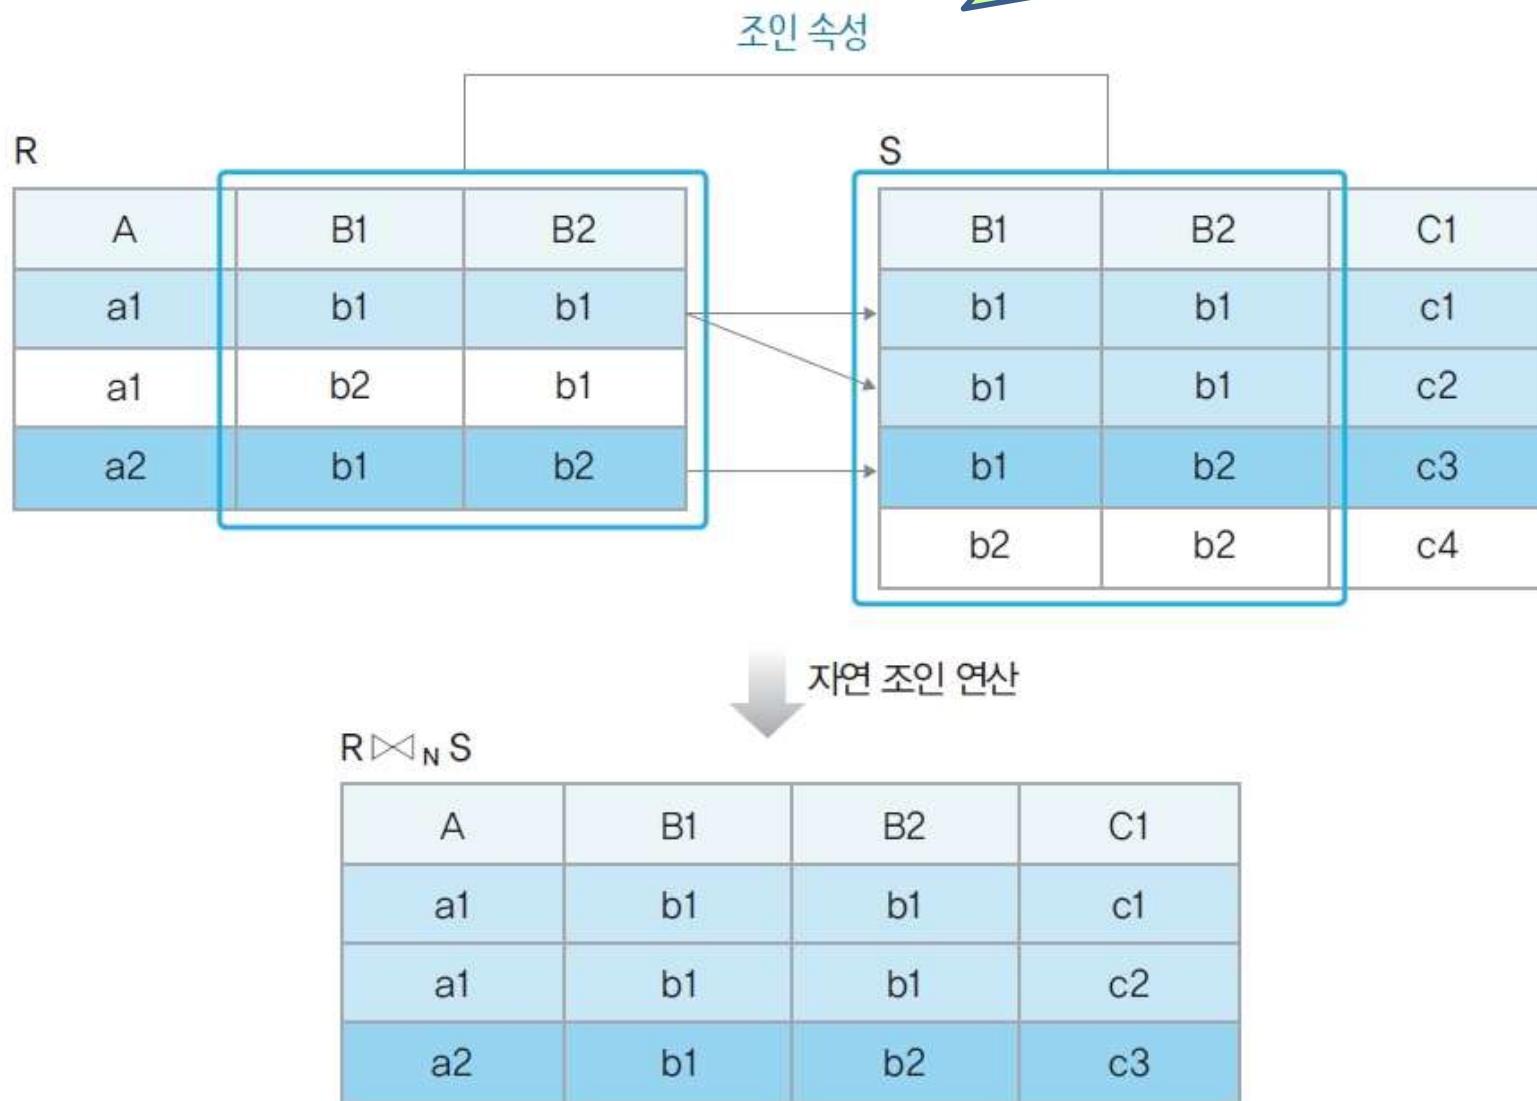 조인 속성
R
A B1 B2
a1 b1 b1
a1 b2 b1
a2 b1 b2
S
B1 B2 C1
b1 b1 c1
b1 b1 c2
b1 b2 c3
b2 b2 c4
자연 조인 연산
R⋈N S
A B1 B2 C1
a1 b1 b1 c1
a1 b1 b1 c2
a2 b1 b2 c3